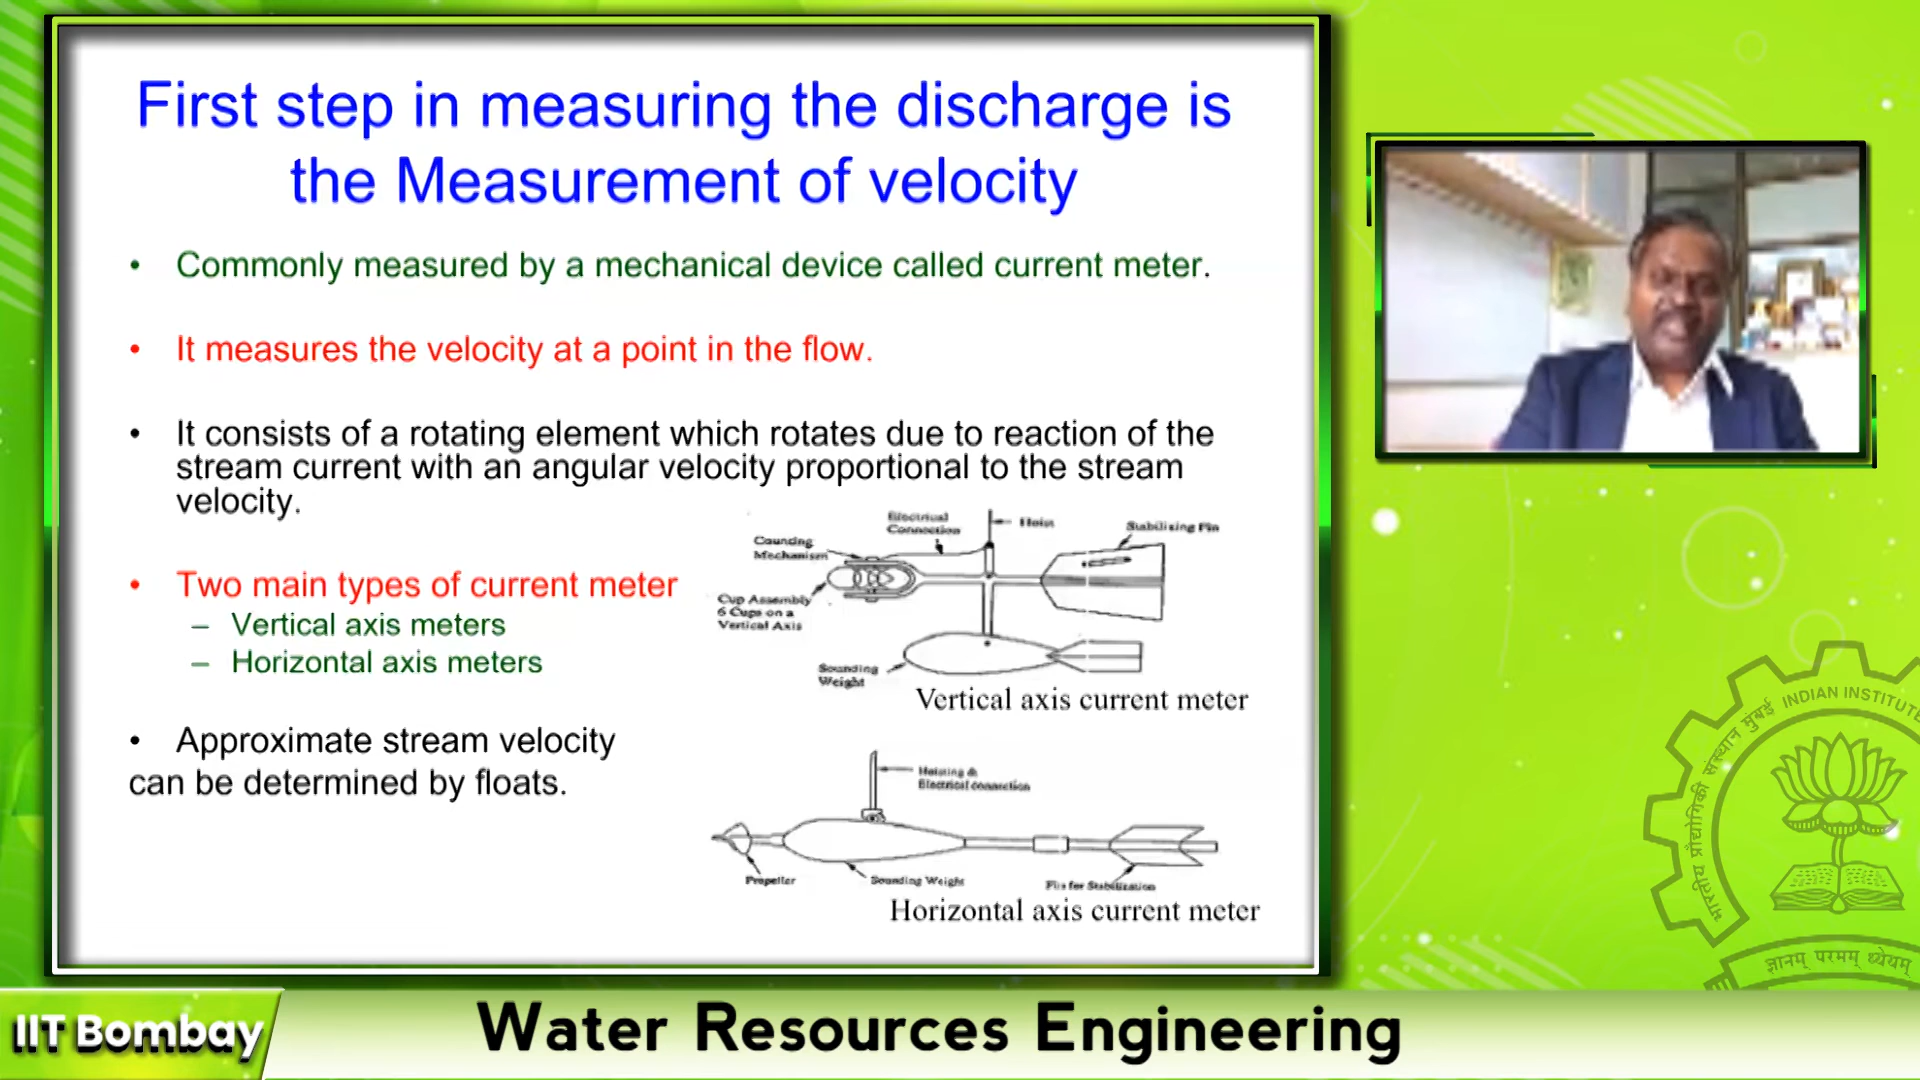 First step in measuring the discharge is
the Measurement of velocity
• Commonly measured by a mechanical device called current meter.
• It measures the velocity at a point in the flow.
• It consists of a rotating element which rotates due to reaction of the
stream current with an angular velocity proportional to the stream
velocity.
• Two main types of current meter
– Vertical axis meters
– Horizontal axis meters
• Approximate stream velocity
can be determined by floats.
Electrical
Connection
Hoist
Stabilising Fin
Counting
Mechanism
Cup Assembly
6 Cups on a
Vertical Axis
Sounding
Weight
Vertical axis current meter
Hoisting &
Electrical connection
Propeller
Sounding Weight
Fin for Stabilization
Horizontal axis current meter
भारतीय प्रौद्योगिकी संस्थान मुंबई
INDIAN INSTITUTE
ज्ञानम् परमम् ध्येयम्
IIT Bombay
Water Resources Engineering